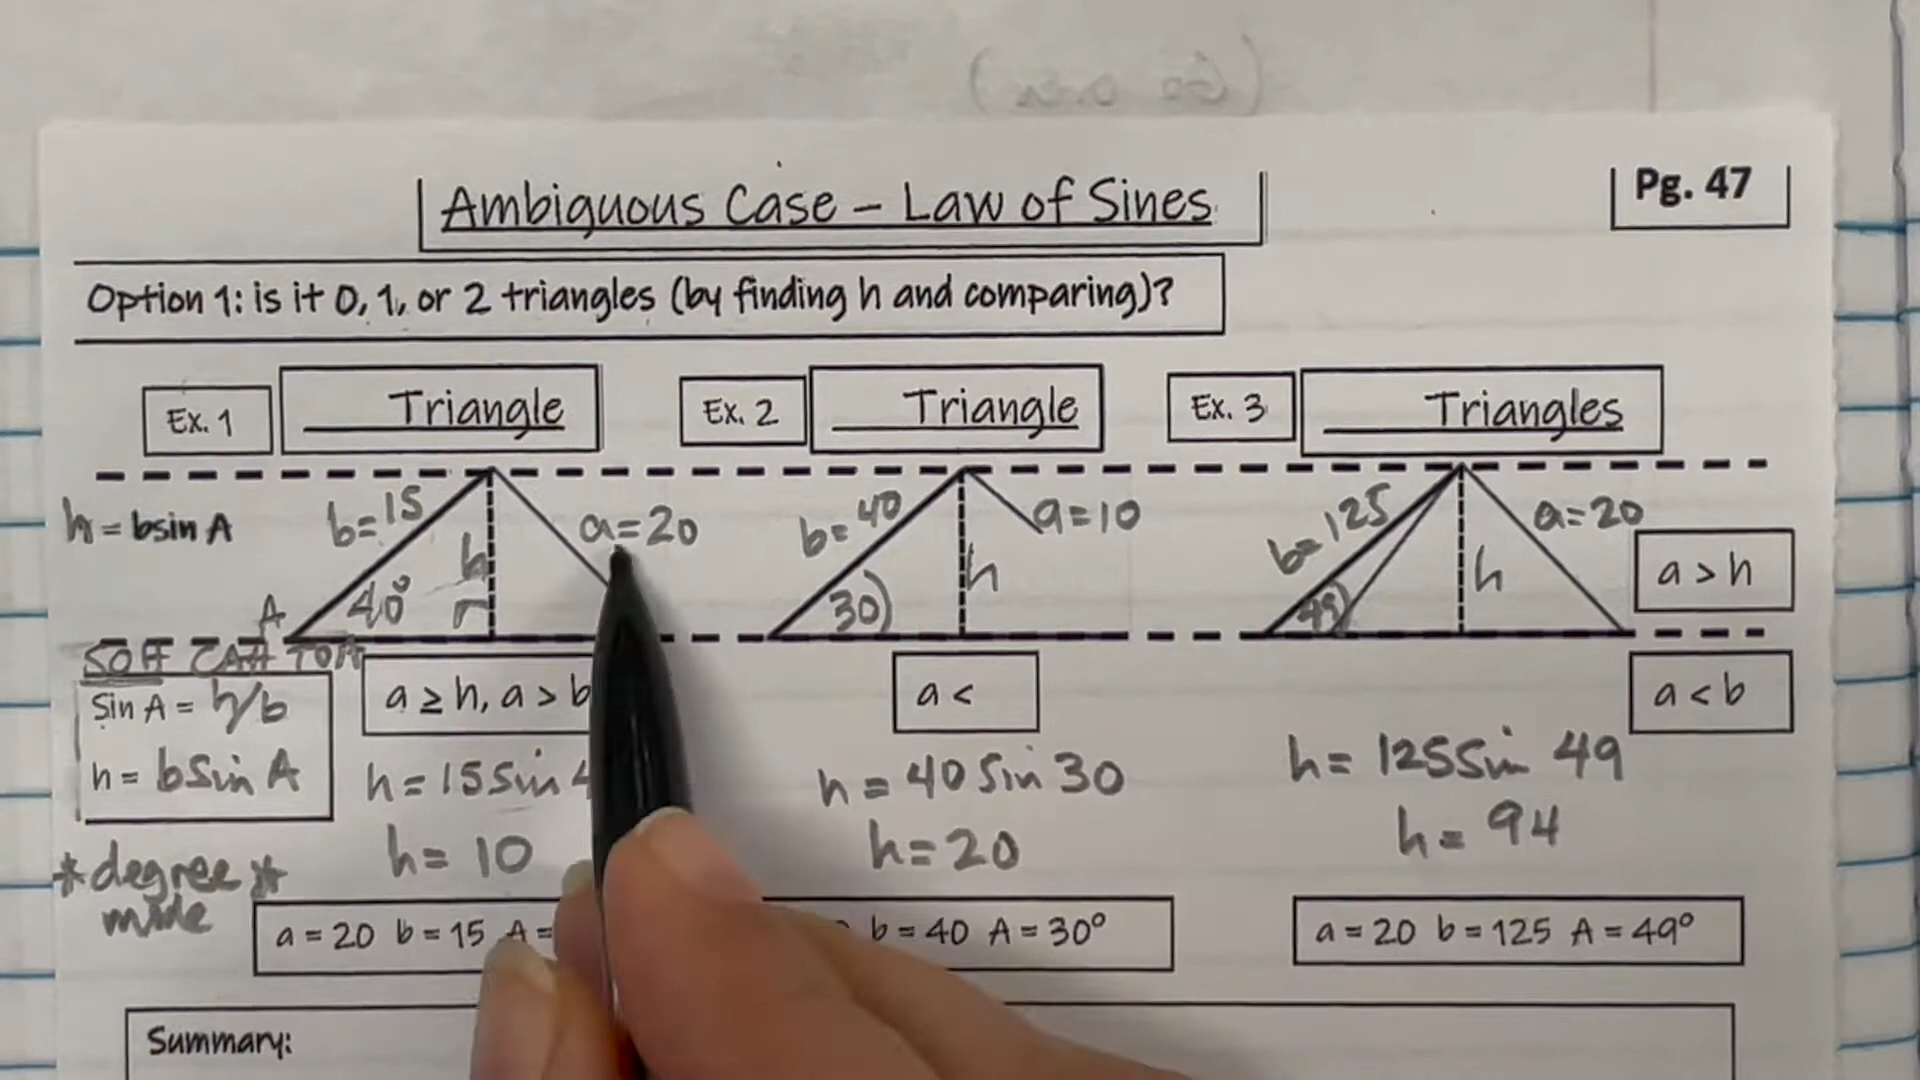 Ambiguous Case – Law of Sines
Pg. 47
Option 1: is it 0, 1, or 2 triangles (by finding h and comparing)?
Ex. 1
Triangle
Ex. 2
Triangle
Ex. 3
Triangles
h = bsin A
b=15
a=20
h
A
40°
b=40
a=10
h
30
b=125
a=20
h
49
a > h
SOH CAH TOA
Sin A = h/b
h = bsin A
a ≥ h, a > b
a <
a < b
h = 15 sin 4
h = 10
h = 40 sin 30
h = 20
h = 125 sin 49
h = 94
*degree*
mode
a = 20 b = 15 A =
b = 40 A = 30°
a = 20 b = 125 A = 49°
Summary: